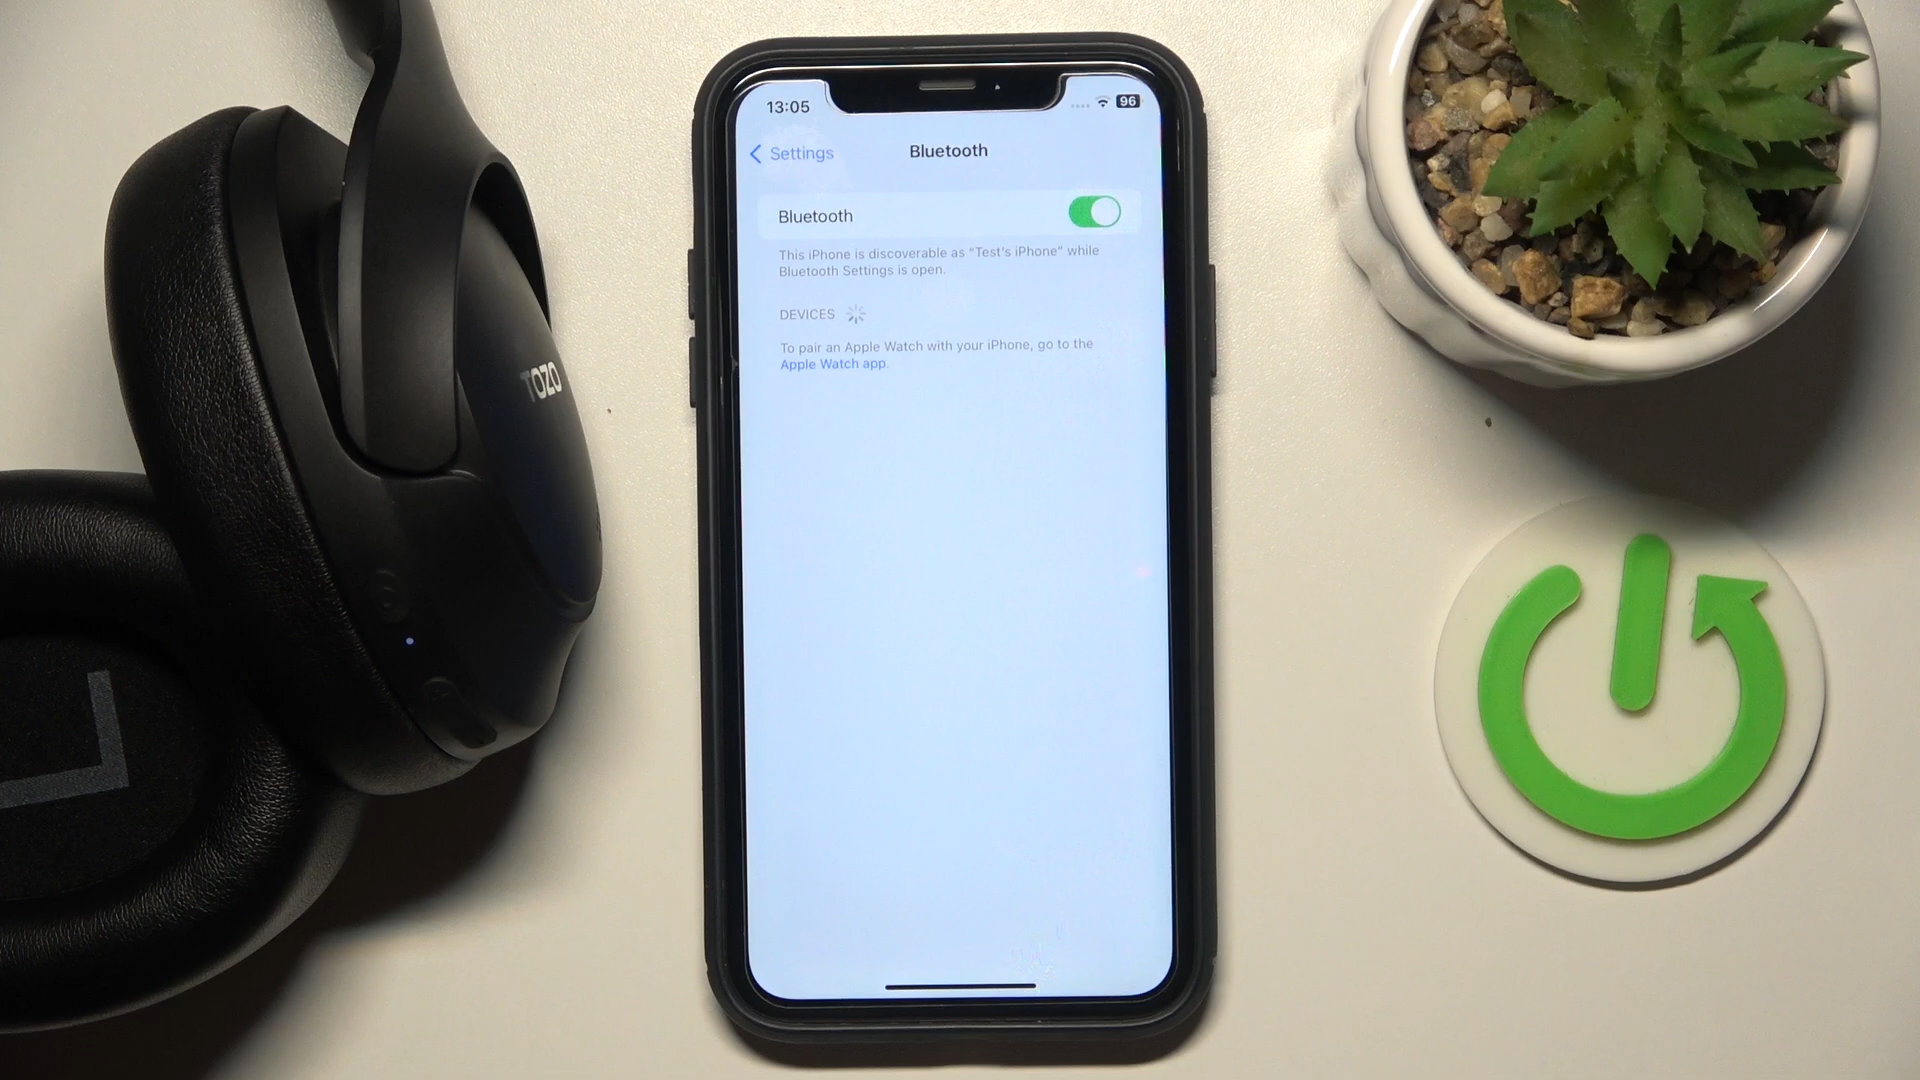 13:05
96
Settings
Bluetooth
Bluetooth
This iPhone is discoverable as “Test's iPhone” while
Bluetooth Settings is open.
DEVICES
To pair an Apple Watch with your iPhone, go to the
Apple Watch app.
TOZO
L